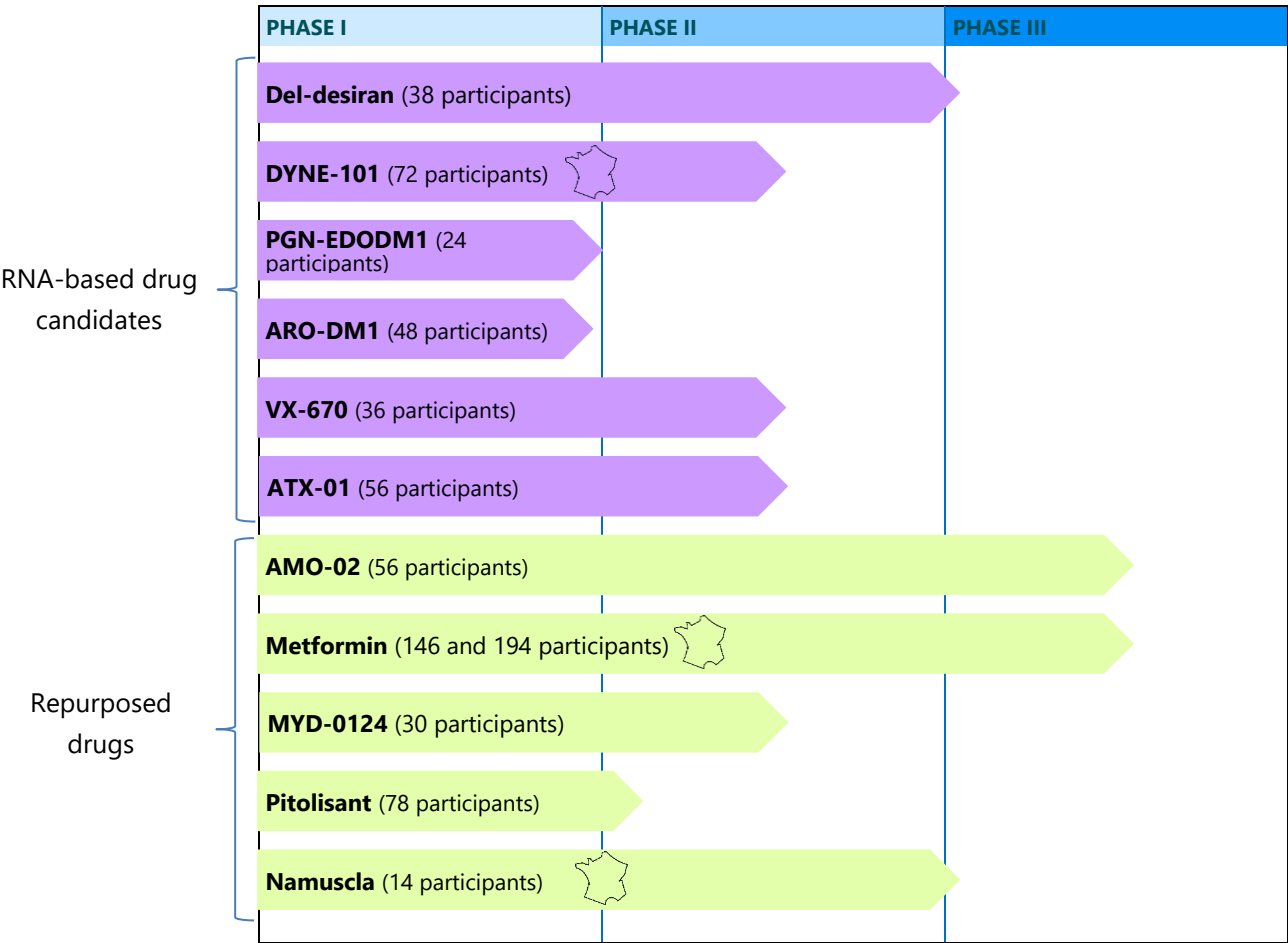 PHASE I
PHASE II
PHASE III
RNA-based drug
candidates
Del-desiran (38 participants)
DYNE-101 (72 participants)
PGN-EDODM1 (24
participants)
ARO-DM1 (48 participants)
VX-670 (36 participants)
ATX-01 (56 participants)
Repurposed
drugs
AMO-02 (56 participants)
Metformin (146 and 194 participants)
MYD-0124 (30 participants)
Pitolisant (78 participants)
Namuscla (14 participants)